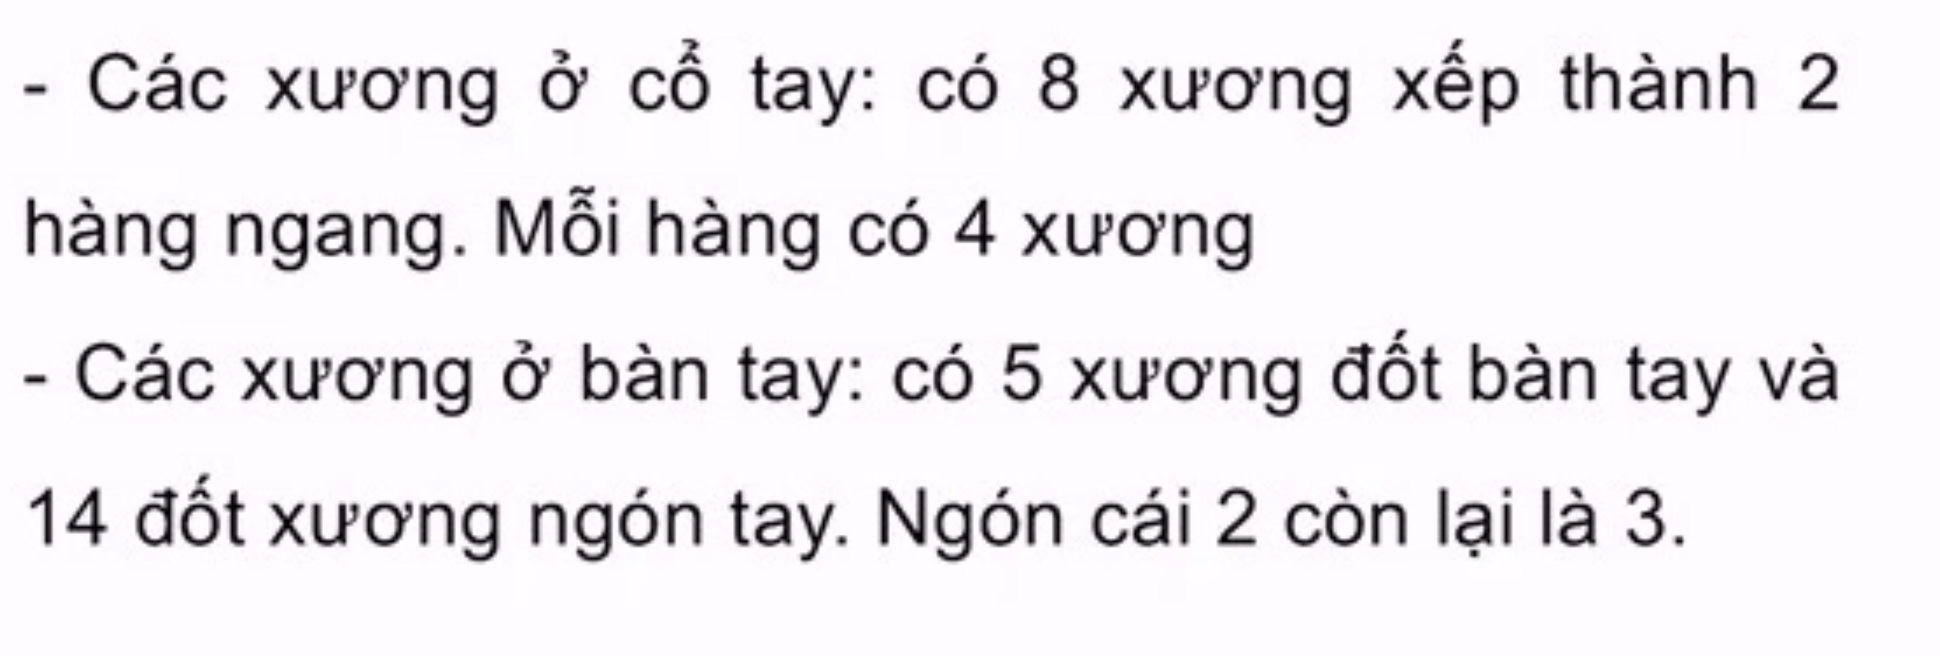 - Các xương ở cổ tay: có 8 xương xếp thành 2
hàng ngang. Mỗi hàng có 4 xương
- Các xương ở bàn tay: có 5 xương đốt bàn tay và
14 đốt xương ngón tay. Ngón cái 2 còn lại là 3.